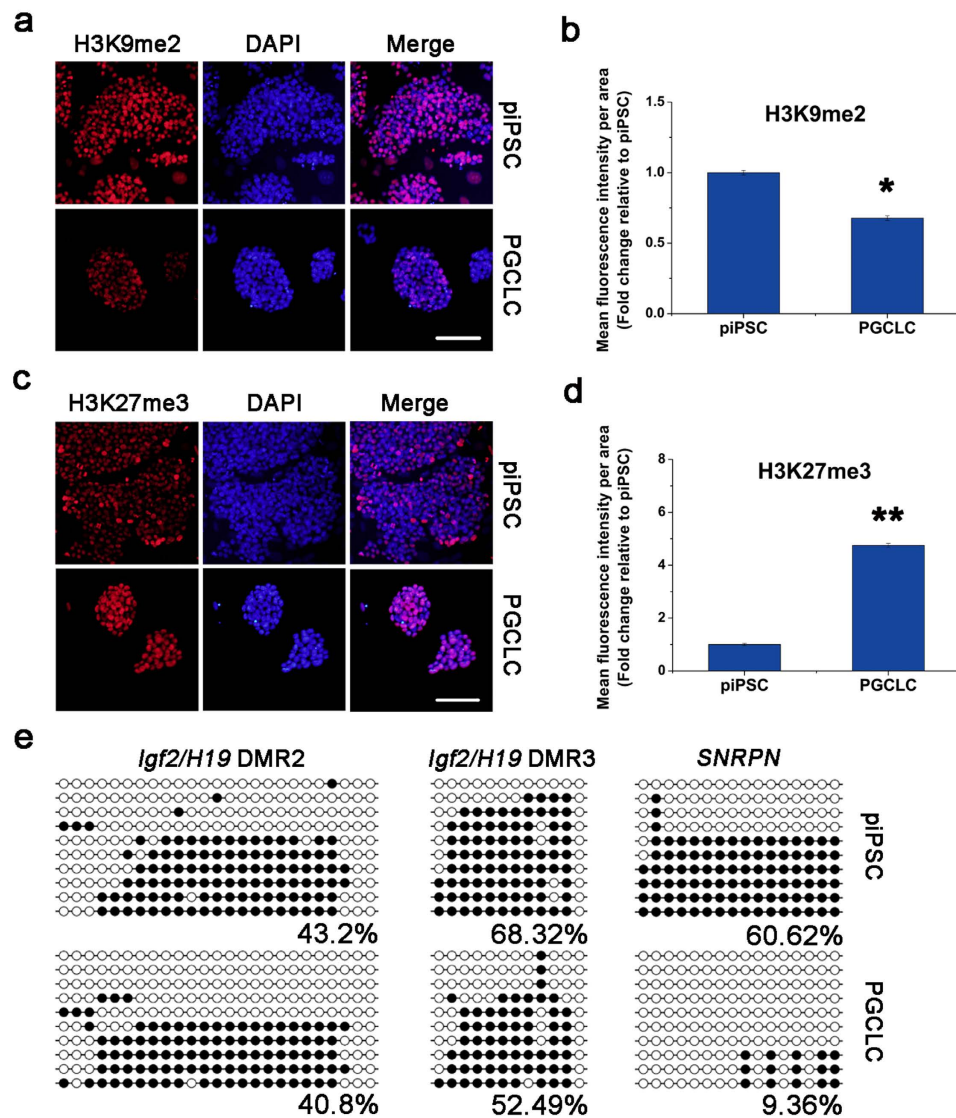 a
H3K9me2 DAPI Merge
piPSC
PGCLC
b
Mean fluorescence intensity per area
(Fold change relative to piPSC)
1.5
1.0
0.5
0.0
H3K9me2
*
piPSC PGCLC
c
H3K27me3 DAPI Merge
piPSC
PGCLC
d
Mean fluorescence intensity per area
(Fold change relative to piPSC)
8
6
4
2
0
H3K27me3
**
piPSC PGCLC
e
Igf2/H19 DMR2 Igf2/H19 DMR3 SNRPN
piPSC
43.2% 68.32% 60.62%
PGCLC
40.8% 52.49% 9.36%